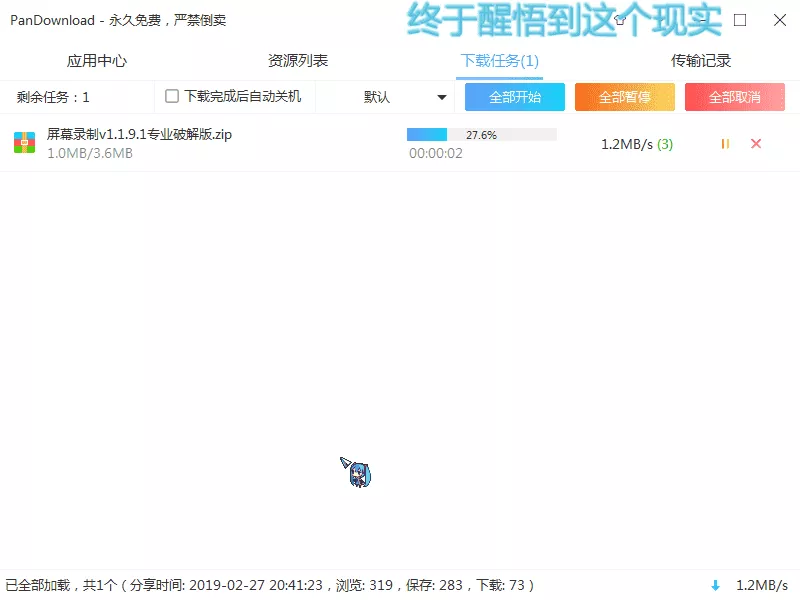 PanDownload - 永久免费，严禁倒卖
终于醒悟到这个现实
应用中心 资源列表 下载任务(1) 传输记录
剩余任务：1 下载完成后自动关机 默认 全部开始 全部暂停 全部取消
屏幕录制v1.1.9.1专业破解版.zip 27.6%
1.0MB/3.6MB 00:00:02 1.2MB/s (3)
已全部加载，共1个 ( 分享时间: 2019-02-27 20:41:23，浏览: 319，保存: 283，下载: 73 ) 1.2MB/s